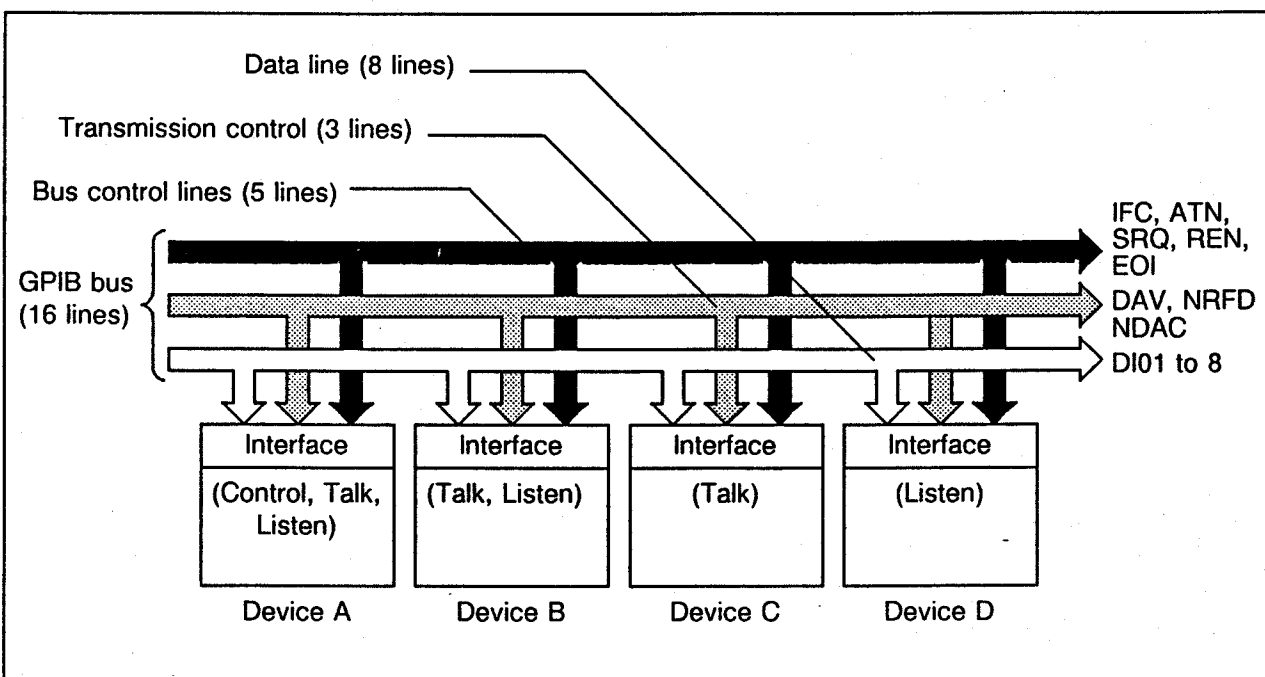 Data line (8 lines)
Transmission control (3 lines)
Bus control lines (5 lines)
GPIB bus
(16 lines)
IFC, ATN,
SRQ, REN,
EOI
DAV, NRFD
NDAC
DI01 to 8
Interface
(Control, Talk,
Listen)
Device A
Interface
(Talk, Listen)
Device B
Interface
(Talk)
Device C
Interface
(Listen)
Device D